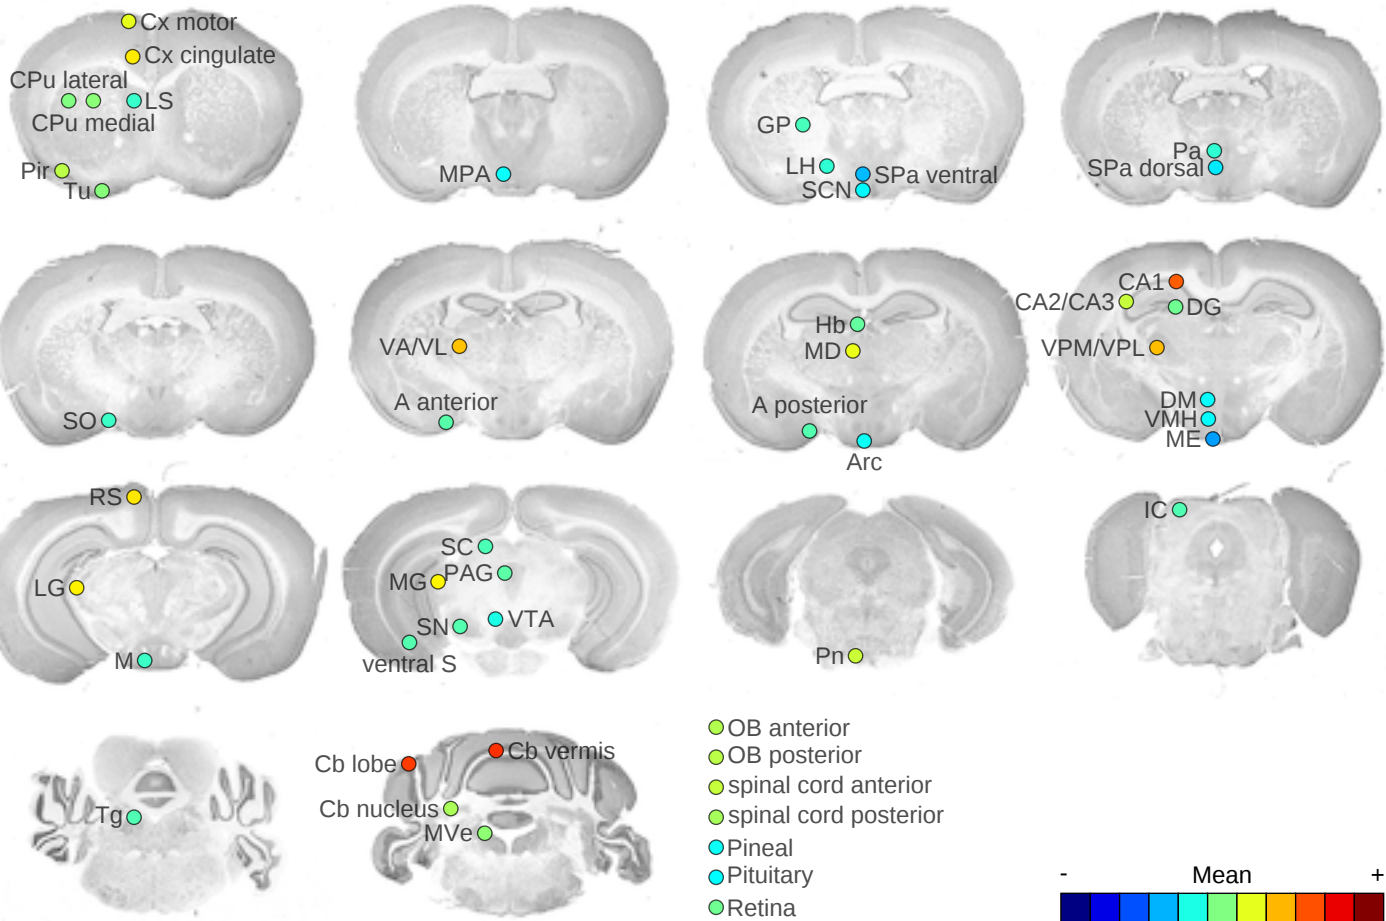 Cx motor
Cx cingulate
CPu lateral
LS
CPu medial
Pir
Tu
MPA
GP
LH
SPa ventral
SCN
Pa
SPa dorsal
SO
VA/VL
A anterior
Hb
MD
A posterior
Arc
CA1
CA2/CA3
DG
VPM/VPL
DM
VMH
ME
RS
LG
M
SC
PAG
MG
VTA
SN
ventral S
Pn
IC
Tg
Cb lobe
Cb vermis
Cb nucleus
MVe
OB anterior
OB posterior
spinal cord anterior
spinal cord posterior
Pineal
Pituitary
Retina
- Mean +